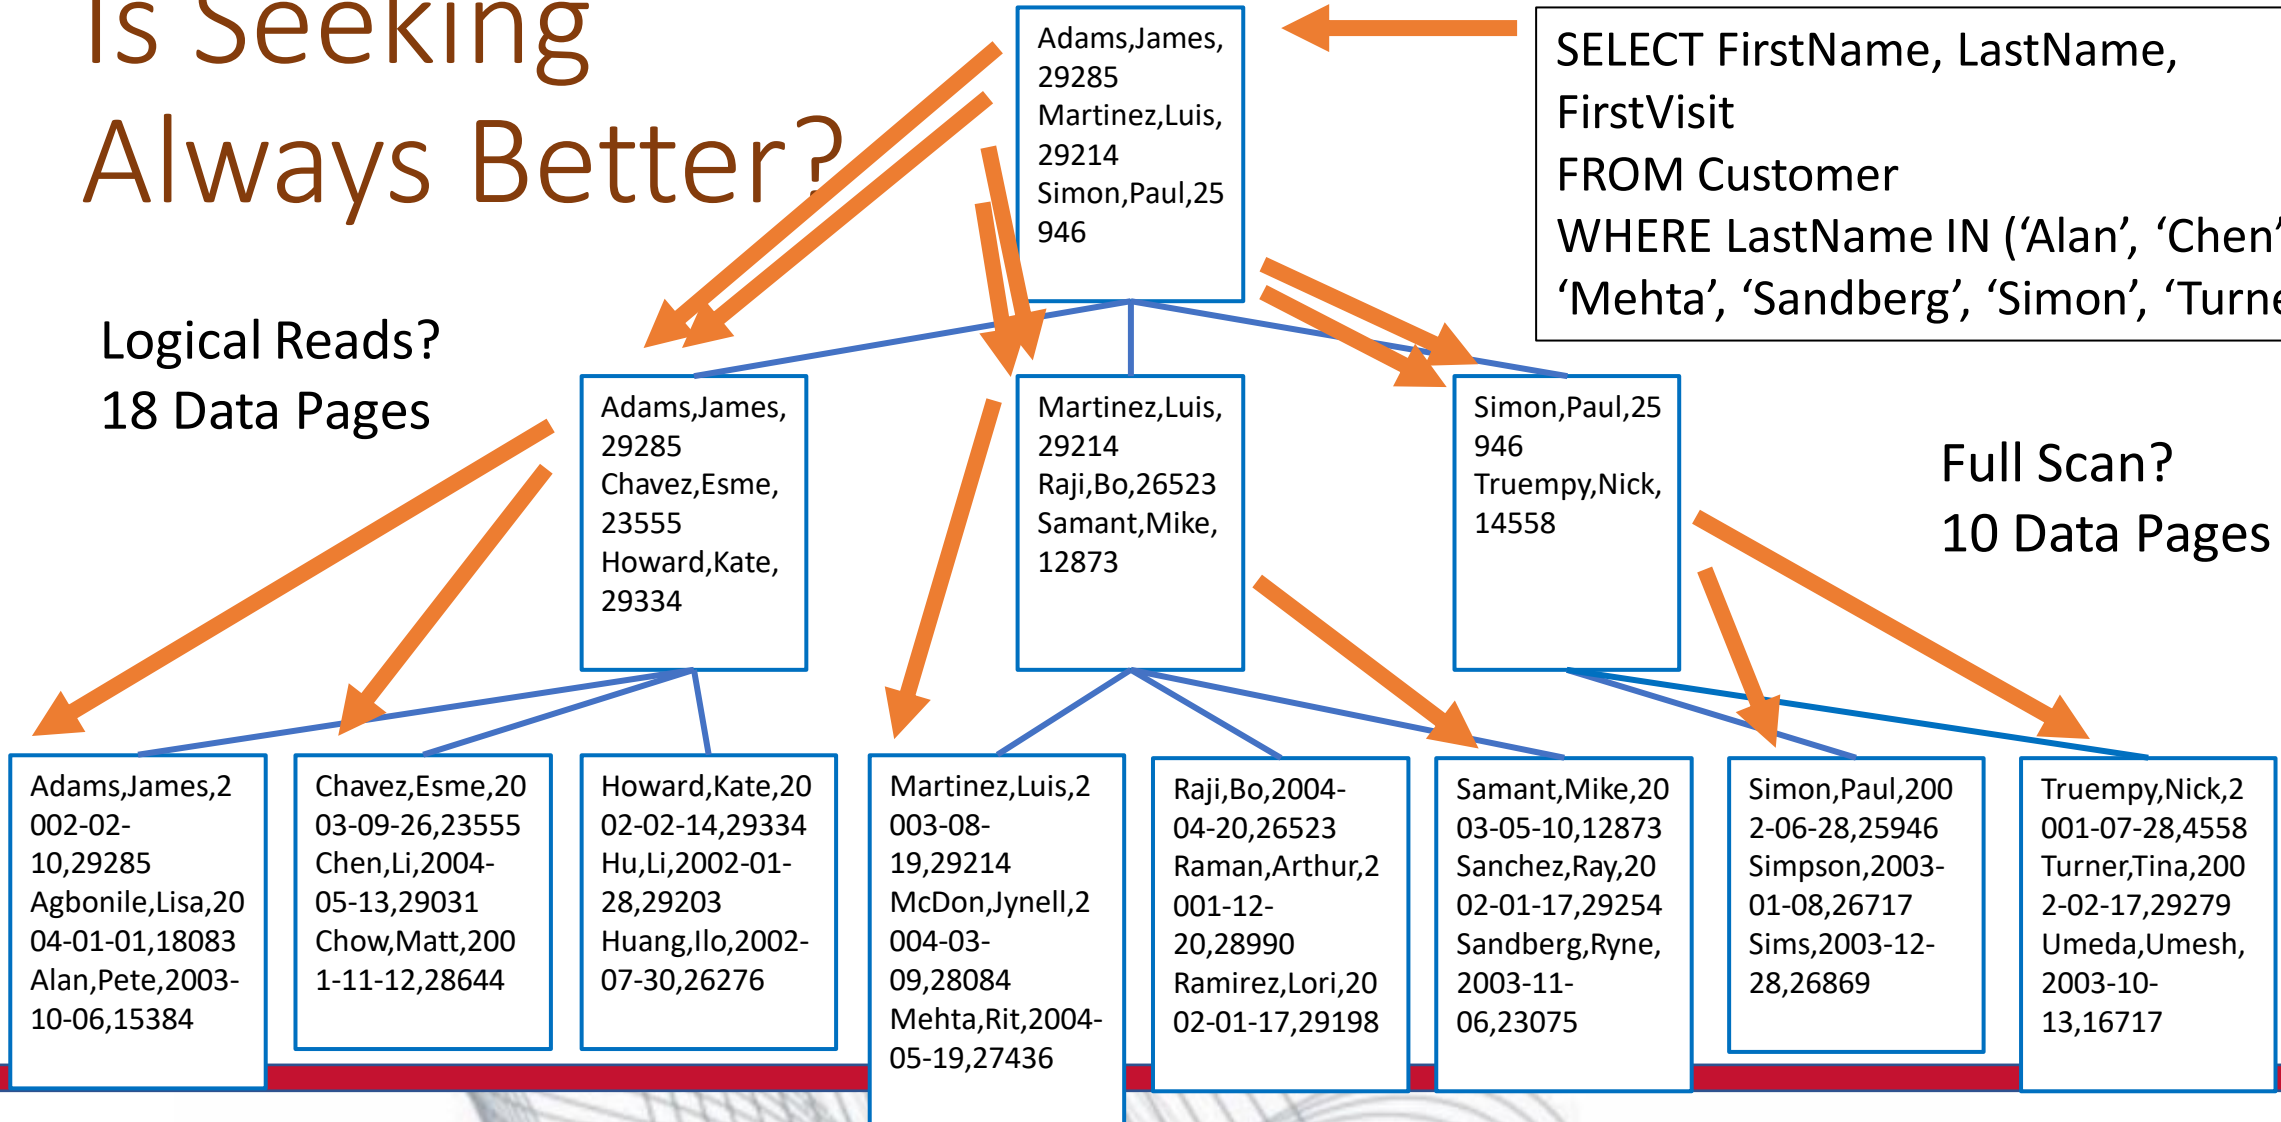 Is Seeking
Always Better?
Logical Reads?
18 Data Pages
Adams,James,
29285
Martinez,Luis,
29214
Simon,Paul,25
946
SELECT FirstName, LastName,
FirstVisit
FROM Customer
WHERE LastName IN (‘Alan’, ‘Chen’
‘Mehta’, ‘Sandberg’, ‘Simon’, ‘Turne
Full Scan?
10 Data Pages
Adams,James,
29285
Chavez,Esme,
23555
Howard,Kate,
29334
Martinez,Luis,
29214
Raji,Bo,26523
Samant,Mike,
12873
Simon,Paul,25
946
Truempy,Nick,
14558
Adams,James,2
002-02-
10,29285
Agbonile,Lisa,20
04-01-01,18083
Alan,Pete,2003-
10-06,15384
Chavez,Esme,20
03-09-26,23555
Chen,Li,2004-
05-13,29031
Chow,Matt,200
1-11-12,28644
Howard,Kate,20
02-02-14,29334
Hu,Li,2002-01-
28,29203
Huang,Ilo,2002-
07-30,26276
Martinez,Luis,2
003-08-
19,29214
McDon,Jynell,2
004-03-
09,28084
Mehta,Rit,2004-
05-19,27436
Raji,Bo,2004-
04-20,26523
Raman,Arthur,2
001-12-
20,28990
Ramirez,Lori,20
02-01-17,29198
Samant,Mike,20
03-05-10,12873
Sanchez,Ray,20
02-01-17,29254
Sandberg,Ryne,
2003-11-
06,23075
Simon,Paul,200
2-06-28,25946
Simpson,2003-
01-08,26717
Sims,2003-12-
28,26869
Truempy,Nick,2
001-07-28,4558
Turner,Tina,200
2-02-17,29279
Umeda,Umesh,
2003-10-
13,16717